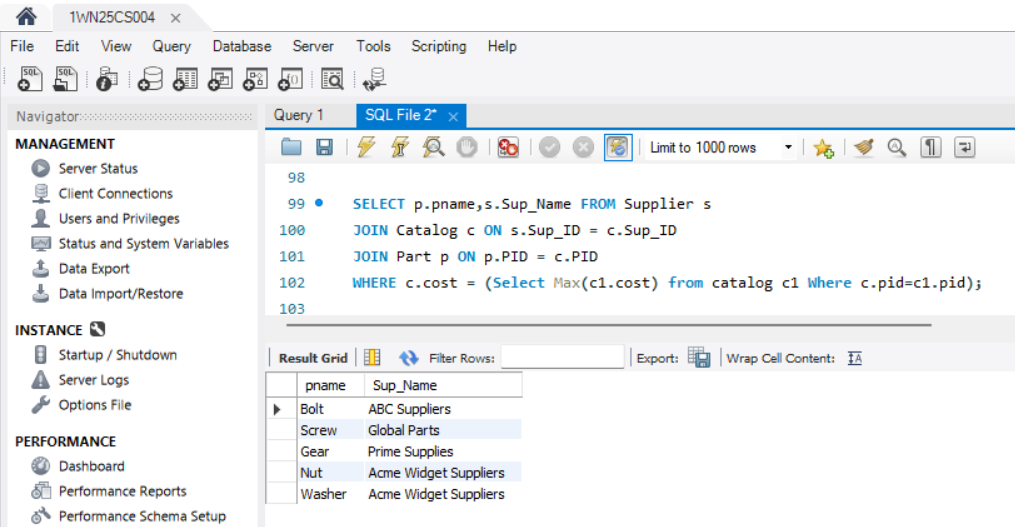 1WN25CS004 ×
File Edit View Query Database Server Tools Scripting Help
Navigator
MANAGEMENT
Server Status
Client Connections
Users and Privileges
Status and System Variables
Data Export
Data Import/Restore
INSTANCE
Startup / Shutdown
Server Logs
Options File
PERFORMANCE
Dashboard
Performance Reports
Performance Schema Setup
Query 1 SQL File 2* ×
Limit to 1000 rows
98
99 SELECT p.pname,s.Sup_Name FROM Supplier s
100 JOIN Catalog c ON s.Sup_ID = c.Sup_ID
101 JOIN Part p ON p.PID = c.PID
102 WHERE c.cost = (Select Max(c1.cost) from catalog c1 Where c.pid=c1.pid);
103
Result Grid Filter Rows: Export: Wrap Cell Content: IA
pname Sup_Name
Bolt ABC Suppliers
Screw Global Parts
Gear Prime Supplies
Nut Acme Widget Suppliers
Washer Acme Widget Suppliers